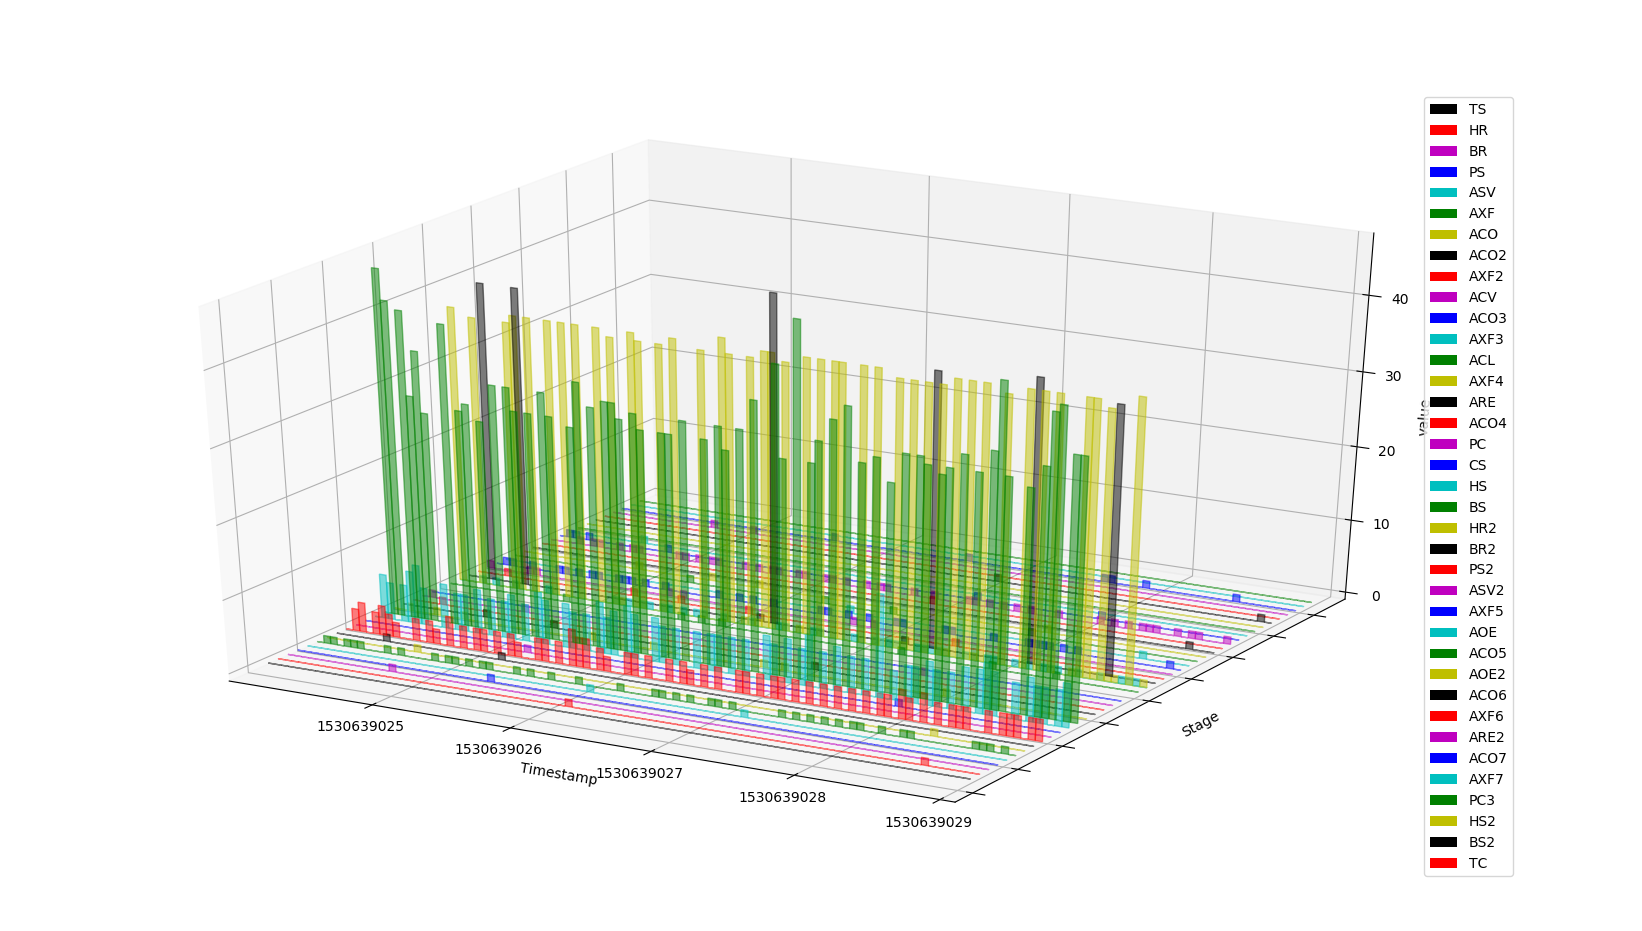 TS
HR
BR
PS
ASV
AXF
ACO
ACO2
AXF2
ACV
ACO3
AXF3
ACL
AXF4
ARE
ACO4
PC
CS
HS
BS
HR2
BR2
PS2
ASV2
AXF5
AOE
ACO5
AOE2
ACO6
AXF6
ARE2
ACO7
AXF7
PC3
HS2
BS2
TC
40
30
value
20
10
0
Stage
1530639025
1530639026
1530639027
1530639028
1530639029
Timestamp